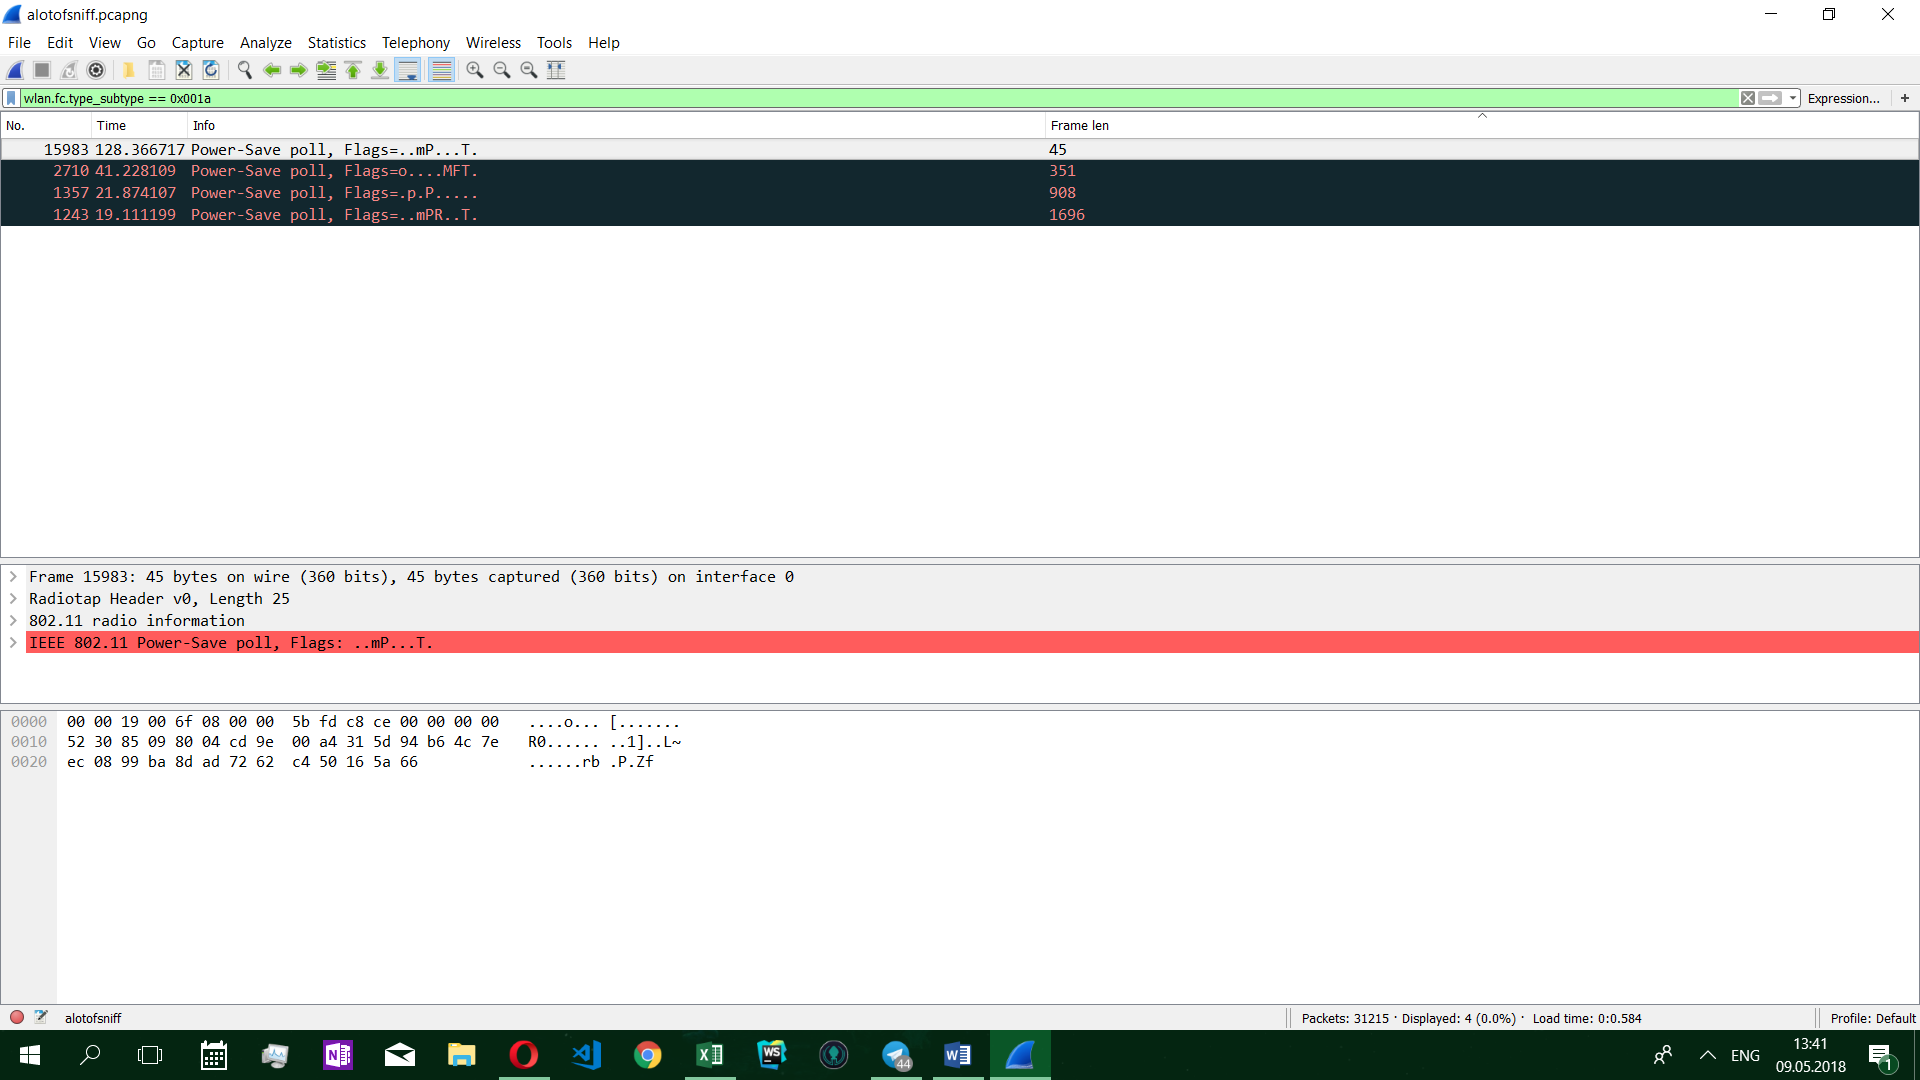 alotofsniff.pcapng
File Edit View Go Capture Analyze Statistics Telephony Wireless Tools Help
wlan.fc.type_subtype == 0x001a Expression... +
No. Time Info Frame len
15983 128.366717 Power-Save poll, Flags=..mP...T. 45
2710 41.228109 Power-Save poll, Flags=o....MFT. 351
1357 21.874107 Power-Save poll, Flags=.p.P..... 908
1243 19.111199 Power-Save poll, Flags=..mPR..T. 1696
Frame 15983: 45 bytes on wire (360 bits), 45 bytes captured (360 bits) on interface 0
Radiotap Header v0, Length 25
802.11 radio information
IEEE 802.11 Power-Save poll, Flags: ..mP...T.
0000 00 00 19 00 6f 08 00 00 5b fd c8 ce 00 00 00 00 ....o... [.......
0010 52 30 85 09 80 04 cd 9e 00 a4 31 5d 94 b6 4c 7e R0...... ..1]..L~
0020 ec 08 99 ba 8d ad 72 62 c4 50 16 5a 66 ......rb .P.Zf
alotofsniff Packets: 31215 · Displayed: 4 (0.0%) · Load time: 0:0.584 Profile: Default
N WS 44 W ENG 13:41
09.05.2018 1